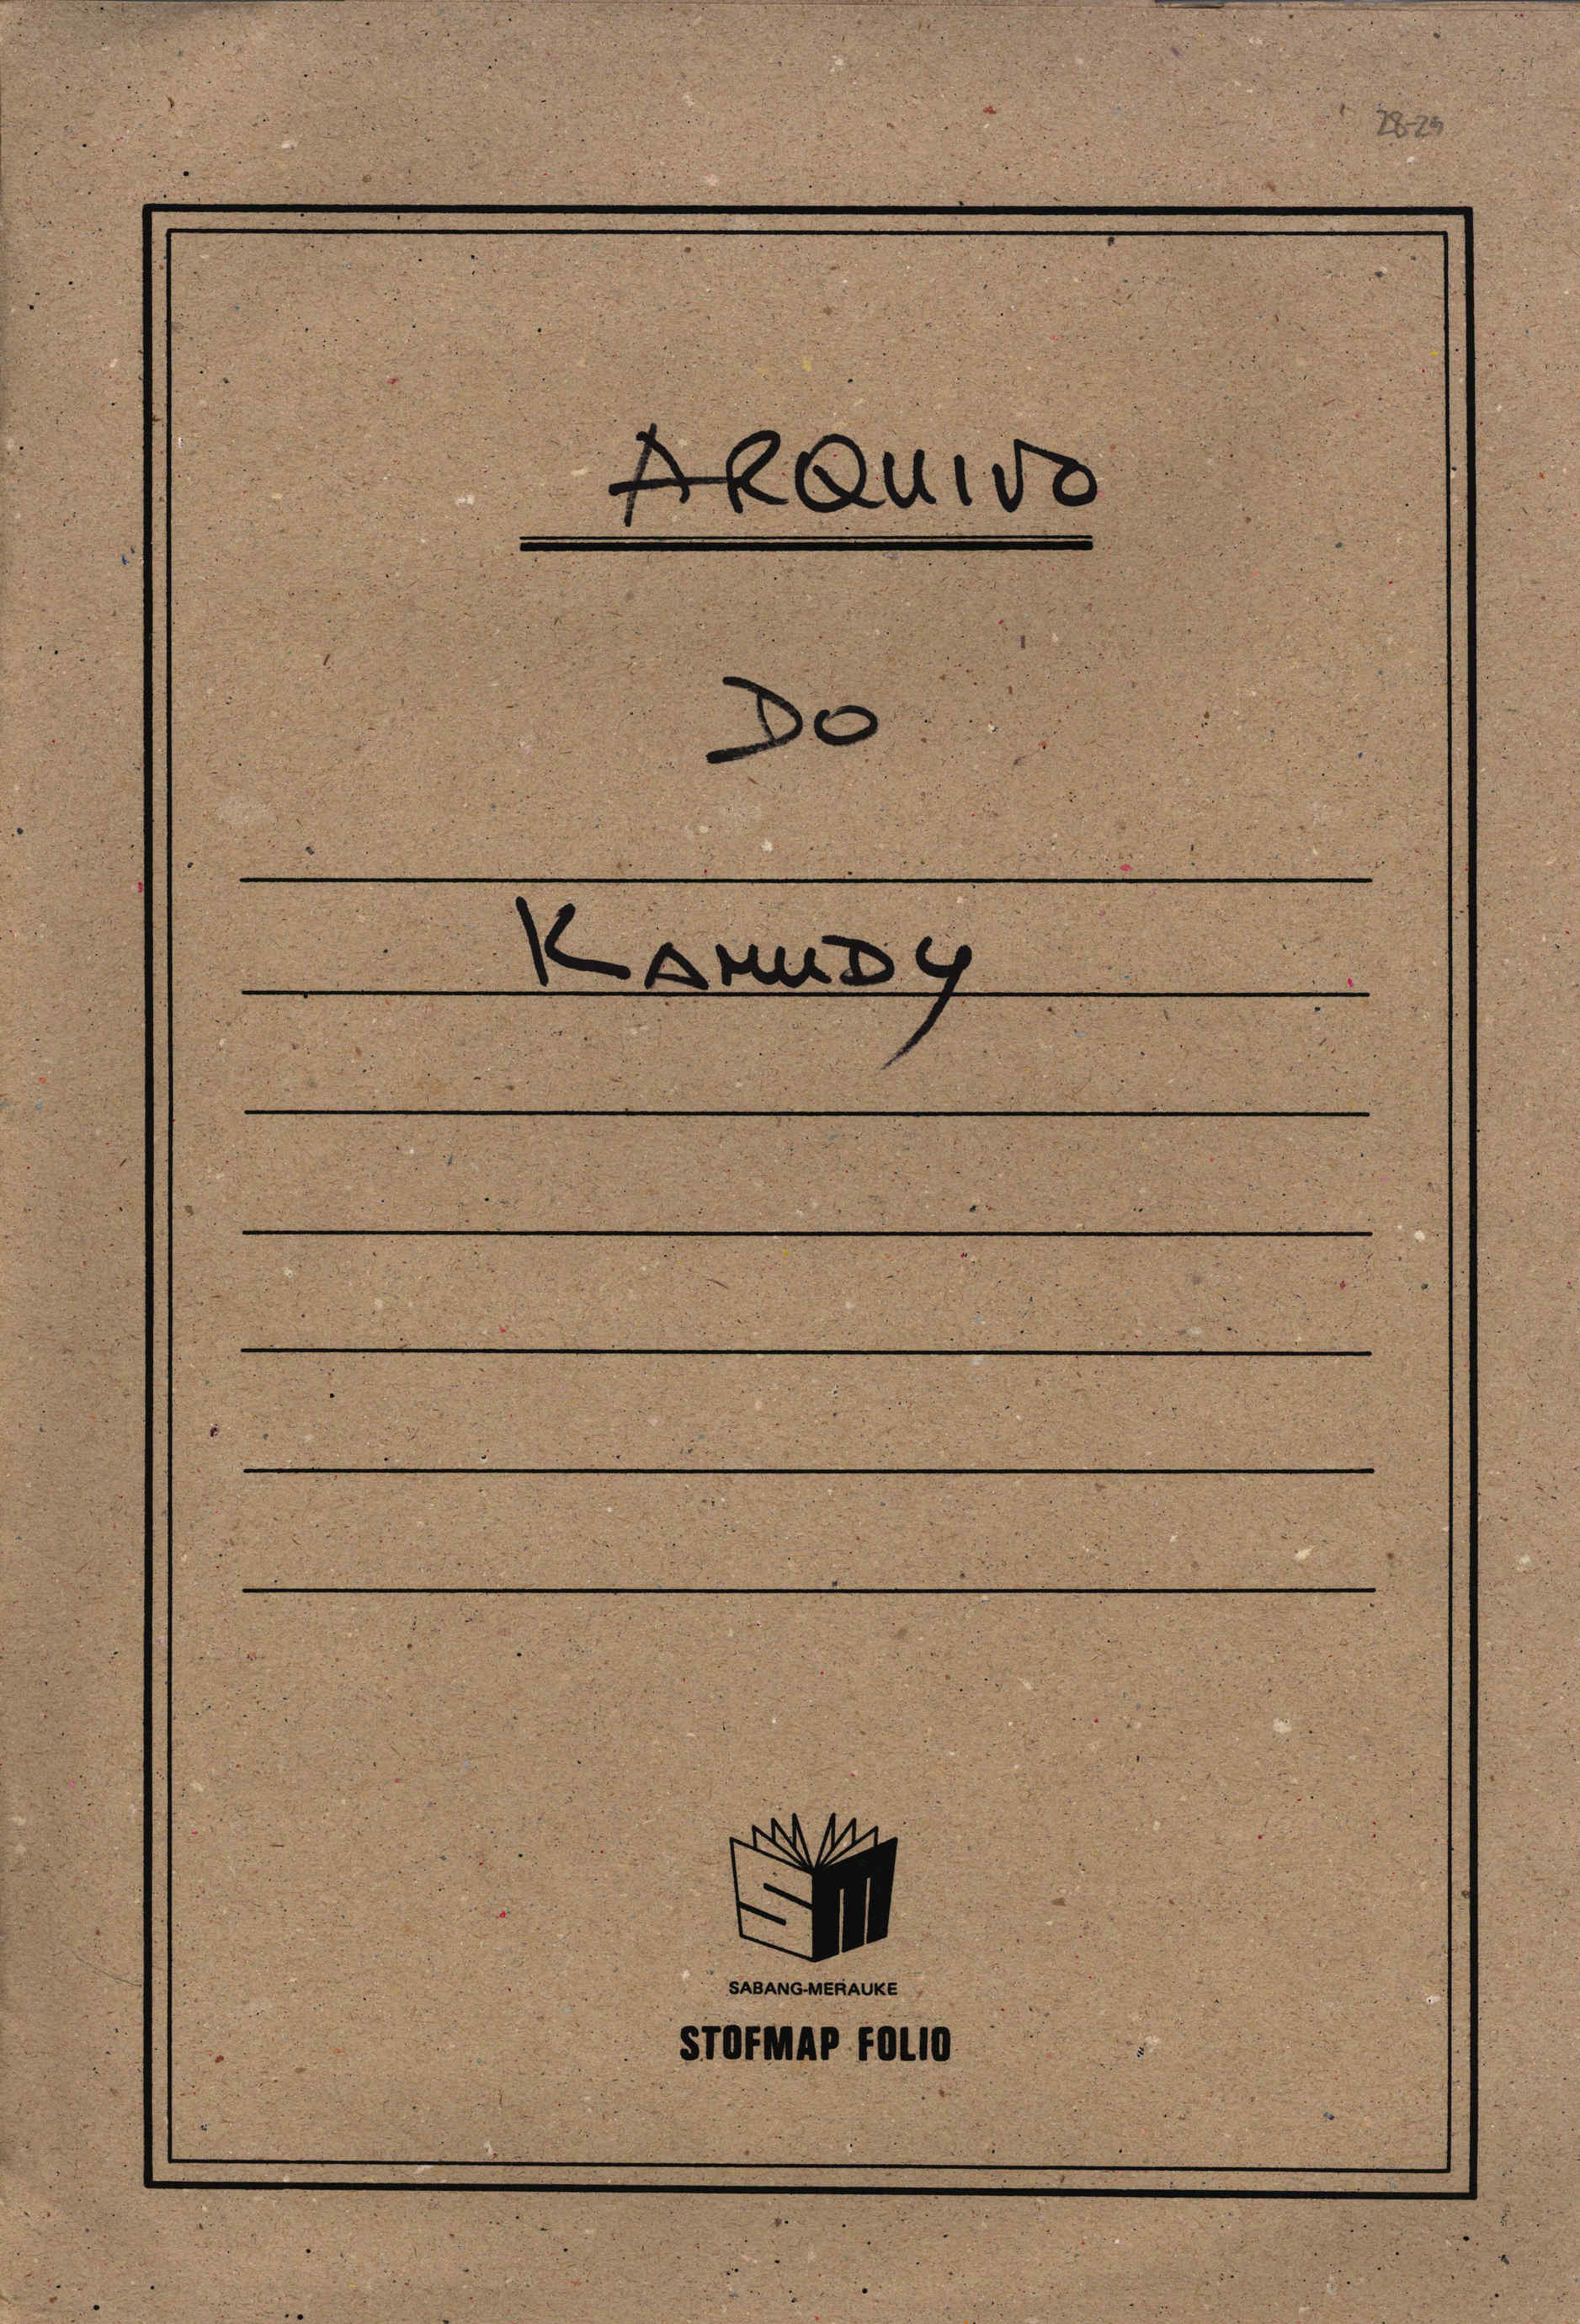 28-29
ARQUIVO
DO
KAMUDY
SM
SABANG-MERAUKE
STOFMAP FOLIO